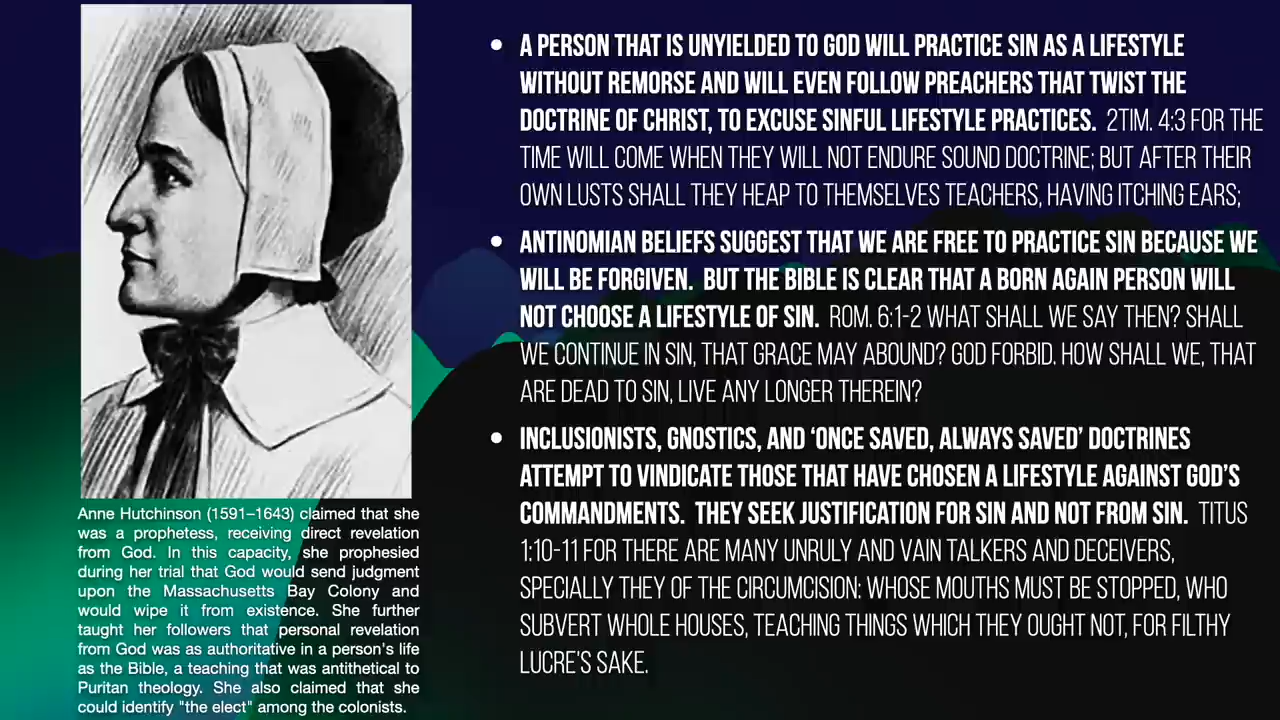 • A PERSON THAT IS UNYIELDED TO GOD WILL PRACTICE SIN AS A LIFESTYLE
WITHOUT REMORSE AND WILL EVEN FOLLOW PREACHERS THAT TWIST THE
DOCTRINE OF CHRIST, TO EXCUSE SINFUL LIFESTYLE PRACTICES. 2TIM. 4:3 FOR THE
TIME WILL COME WHEN THEY WILL NOT ENDURE SOUND DOCTRINE; BUT AFTER THEIR
OWN LUSTS SHALL THEY HEAP TO THEMSELVES TEACHERS, HAVING ITCHING EARS;
• ANTINOMIAN BELIEFS SUGGEST THAT WE ARE FREE TO PRACTICE SIN BECAUSE WE
WILL BE FORGIVEN. BUT THE BIBLE IS CLEAR THAT A BORN AGAIN PERSON WILL
NOT CHOOSE A LIFESTYLE OF SIN. ROM. 6:1-2 WHAT SHALL WE SAY THEN? SHALL
WE CONTINUE IN SIN, THAT GRACE MAY ABOUND? GOD FORBID. HOW SHALL WE, THAT
ARE DEAD TO SIN, LIVE ANY LONGER THEREIN?
• INCLUSIONISTS, GNOSTICS, AND ‘ONCE SAVED, ALWAYS SAVED’ DOCTRINES
ATTEMPT TO VINDICATE THOSE THAT HAVE CHOSEN A LIFESTYLE AGAINST GOD’S
COMMANDMENTS. THEY SEEK JUSTIFICATION FOR SIN AND NOT FROM SIN. TITUS
1:10-11 FOR THERE ARE MANY UNRULY AND VAIN TALKERS AND DECEIVERS,
SPECIALLY THEY OF THE CIRCUMCISION: WHOSE MOUTHS MUST BE STOPPED, WHO
SUBVERT WHOLE HOUSES, TEACHING THINGS WHICH THEY OUGHT NOT, FOR FILTHY
LUCRE'S SAKE.
Anne Hutchinson (1591–1643) claimed that she
was a prophetess, receiving direct revelation
from God. In this capacity, she prophesied
during her trial that God would send judgment
upon the Massachusetts Bay Colony and
would wipe it from existence. She further
taught her followers that personal revelation
from God was as authoritative in a person's life
as the Bible, a teaching that was antithetical to
Puritan theology. She also claimed that she
could identify "the elect" among the colonists.